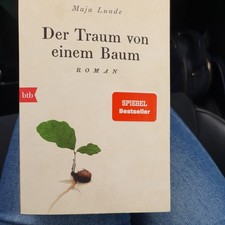 Maja Lunde
Der Traum von
einem Baum
ROMAN
btb
SPIEGEL
Bestseller